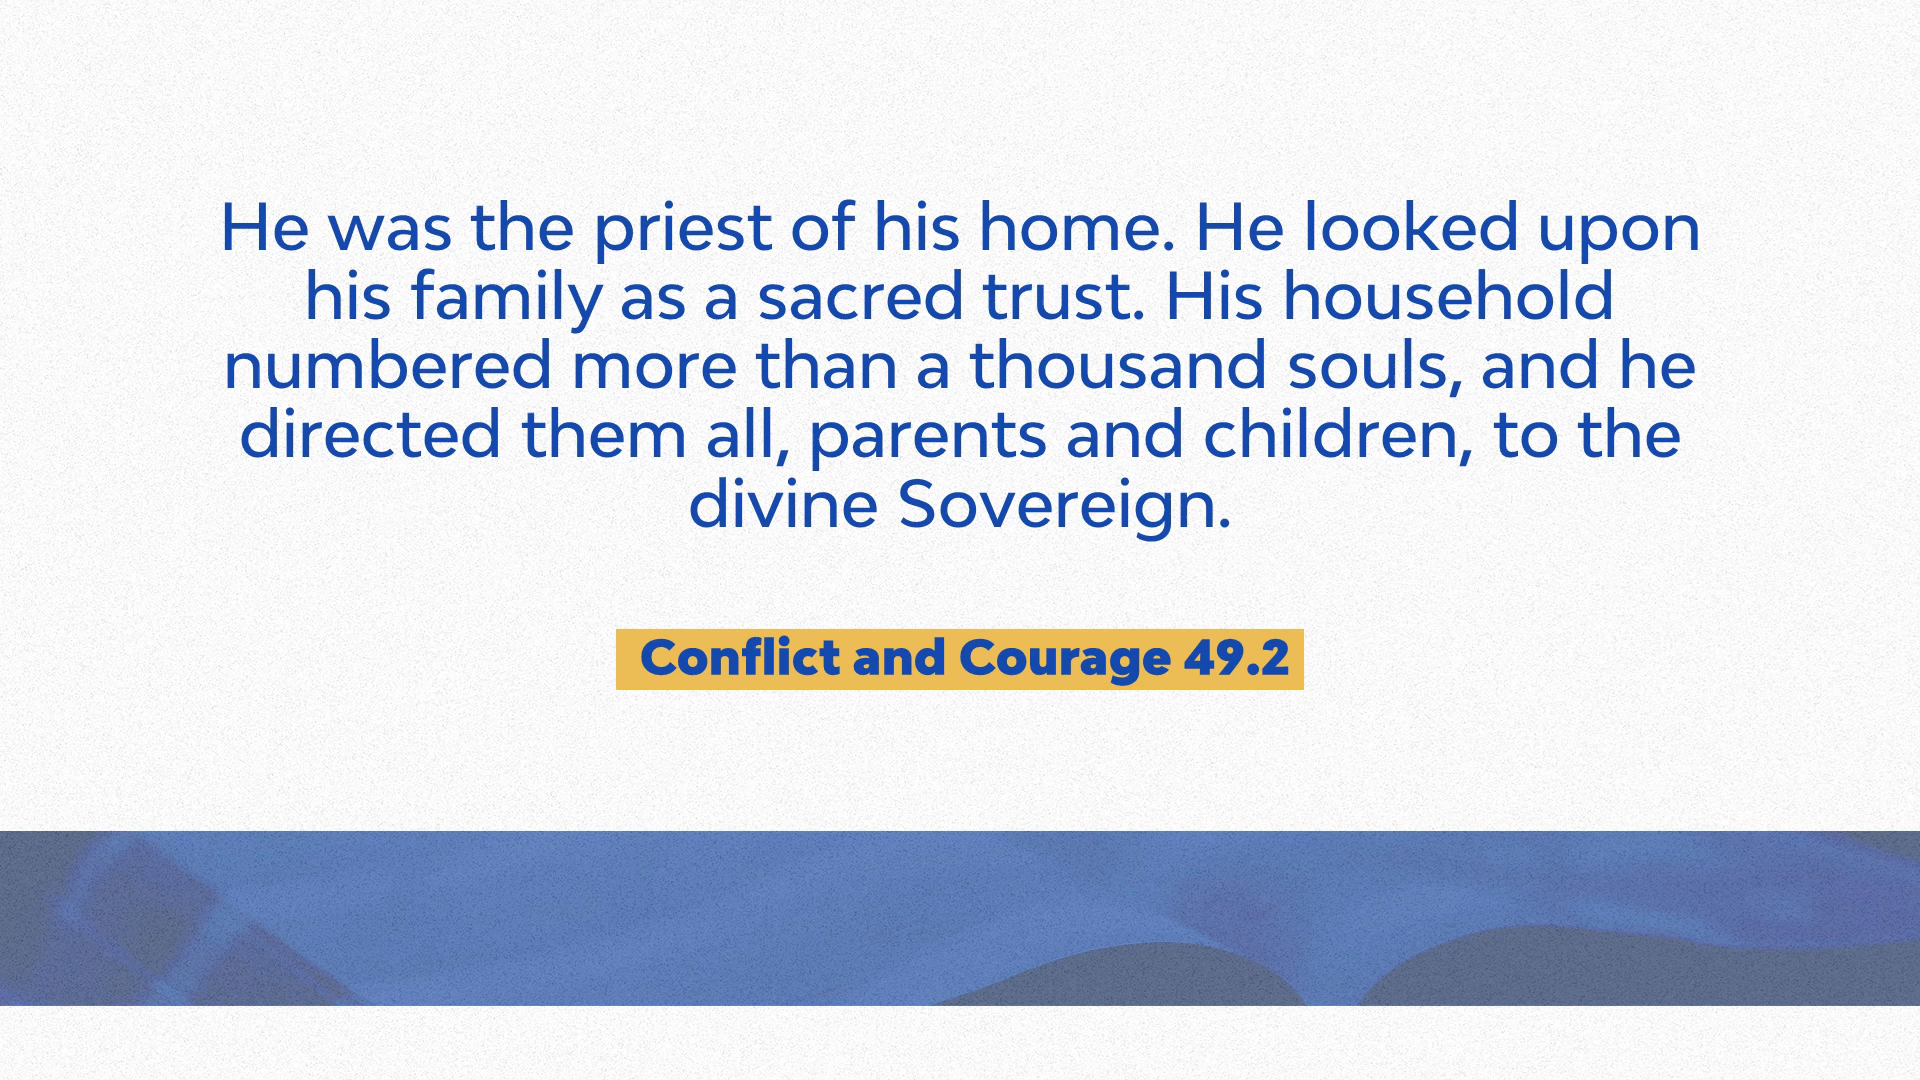 He was the priest of his home. He looked upon
his family as a sacred trust. His household
numbered more than a thousand souls, and he
directed them all, parents and children, to the
divine Sovereign.
Conflict and Courage 49.2